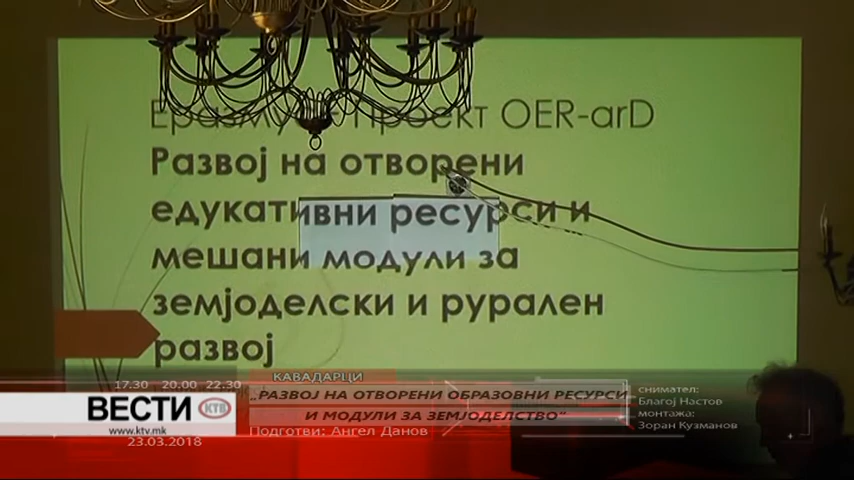 Еразмус+ Проект OER-arD
Развој на отворени
едукативни ресурси и
мешани модули за
земјоделски и рурален
развој
17.30 20.00 22.30
КАВАДАРЦИ
ВЕСТИ КТВ
www.ktv.mk
23.03.2018
„РАЗВОЈ НА ОТВОРЕНИ ОБРАЗОВНИ РЕСУРСИ
И МОДУЛИ ЗА ЗЕМЈОДЕЛСТВО“
Подготви: Ангел Данов
снимател:
Благој Настов
монтажа:
Зоран Кузманов